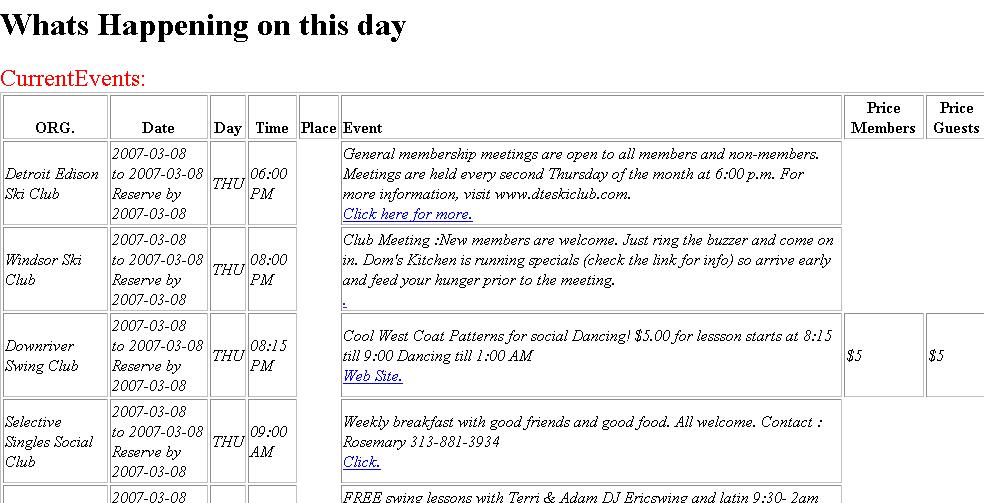 Whats Happening on this day
CurrentEvents:
ORG. Date Day Time Place Event Price Members Price Guests
Detroit Edison
Ski Club
2007-03-08
to 2007-03-08
Reserve by
2007-03-08
THU
06:00
PM
General membership meetings are open to all members and non-members.
Meetings are held every second Thursday of the month at 6:00 p.m. For
more information, visit www.dteskiclub.com.
Click here for more.
Windsor Ski
Club
2007-03-08
to 2007-03-08
Reserve by
2007-03-08
THU
08:00
PM
Club Meeting :New members are welcome. Just ring the buzzer and come on
in. Dom's Kitchen is running specials (check the link for info) so arrive early
and feed your hunger prior to the meeting.
.
Downriver
Swing Club
2007-03-08
to 2007-03-08
Reserve by
2007-03-08
THU
08:15
PM
Cool West Coat Patterns for social Dancing! $5.00 for lessson starts at 8:15
till 9:00 Dancing till 1:00 AM
Web Site.
$5
$5
Selective
Singles Social
Club
2007-03-08
to 2007-03-08
Reserve by
2007-03-08
THU
09:00
AM
Weekly breakfast with good friends and good food. All welcome. Contact :
Rosemary 313-881-3934
Click.
2007-03-08
FREE swing lessons with Terri & Adam DJ Ericswing and latin 9:30- 2am